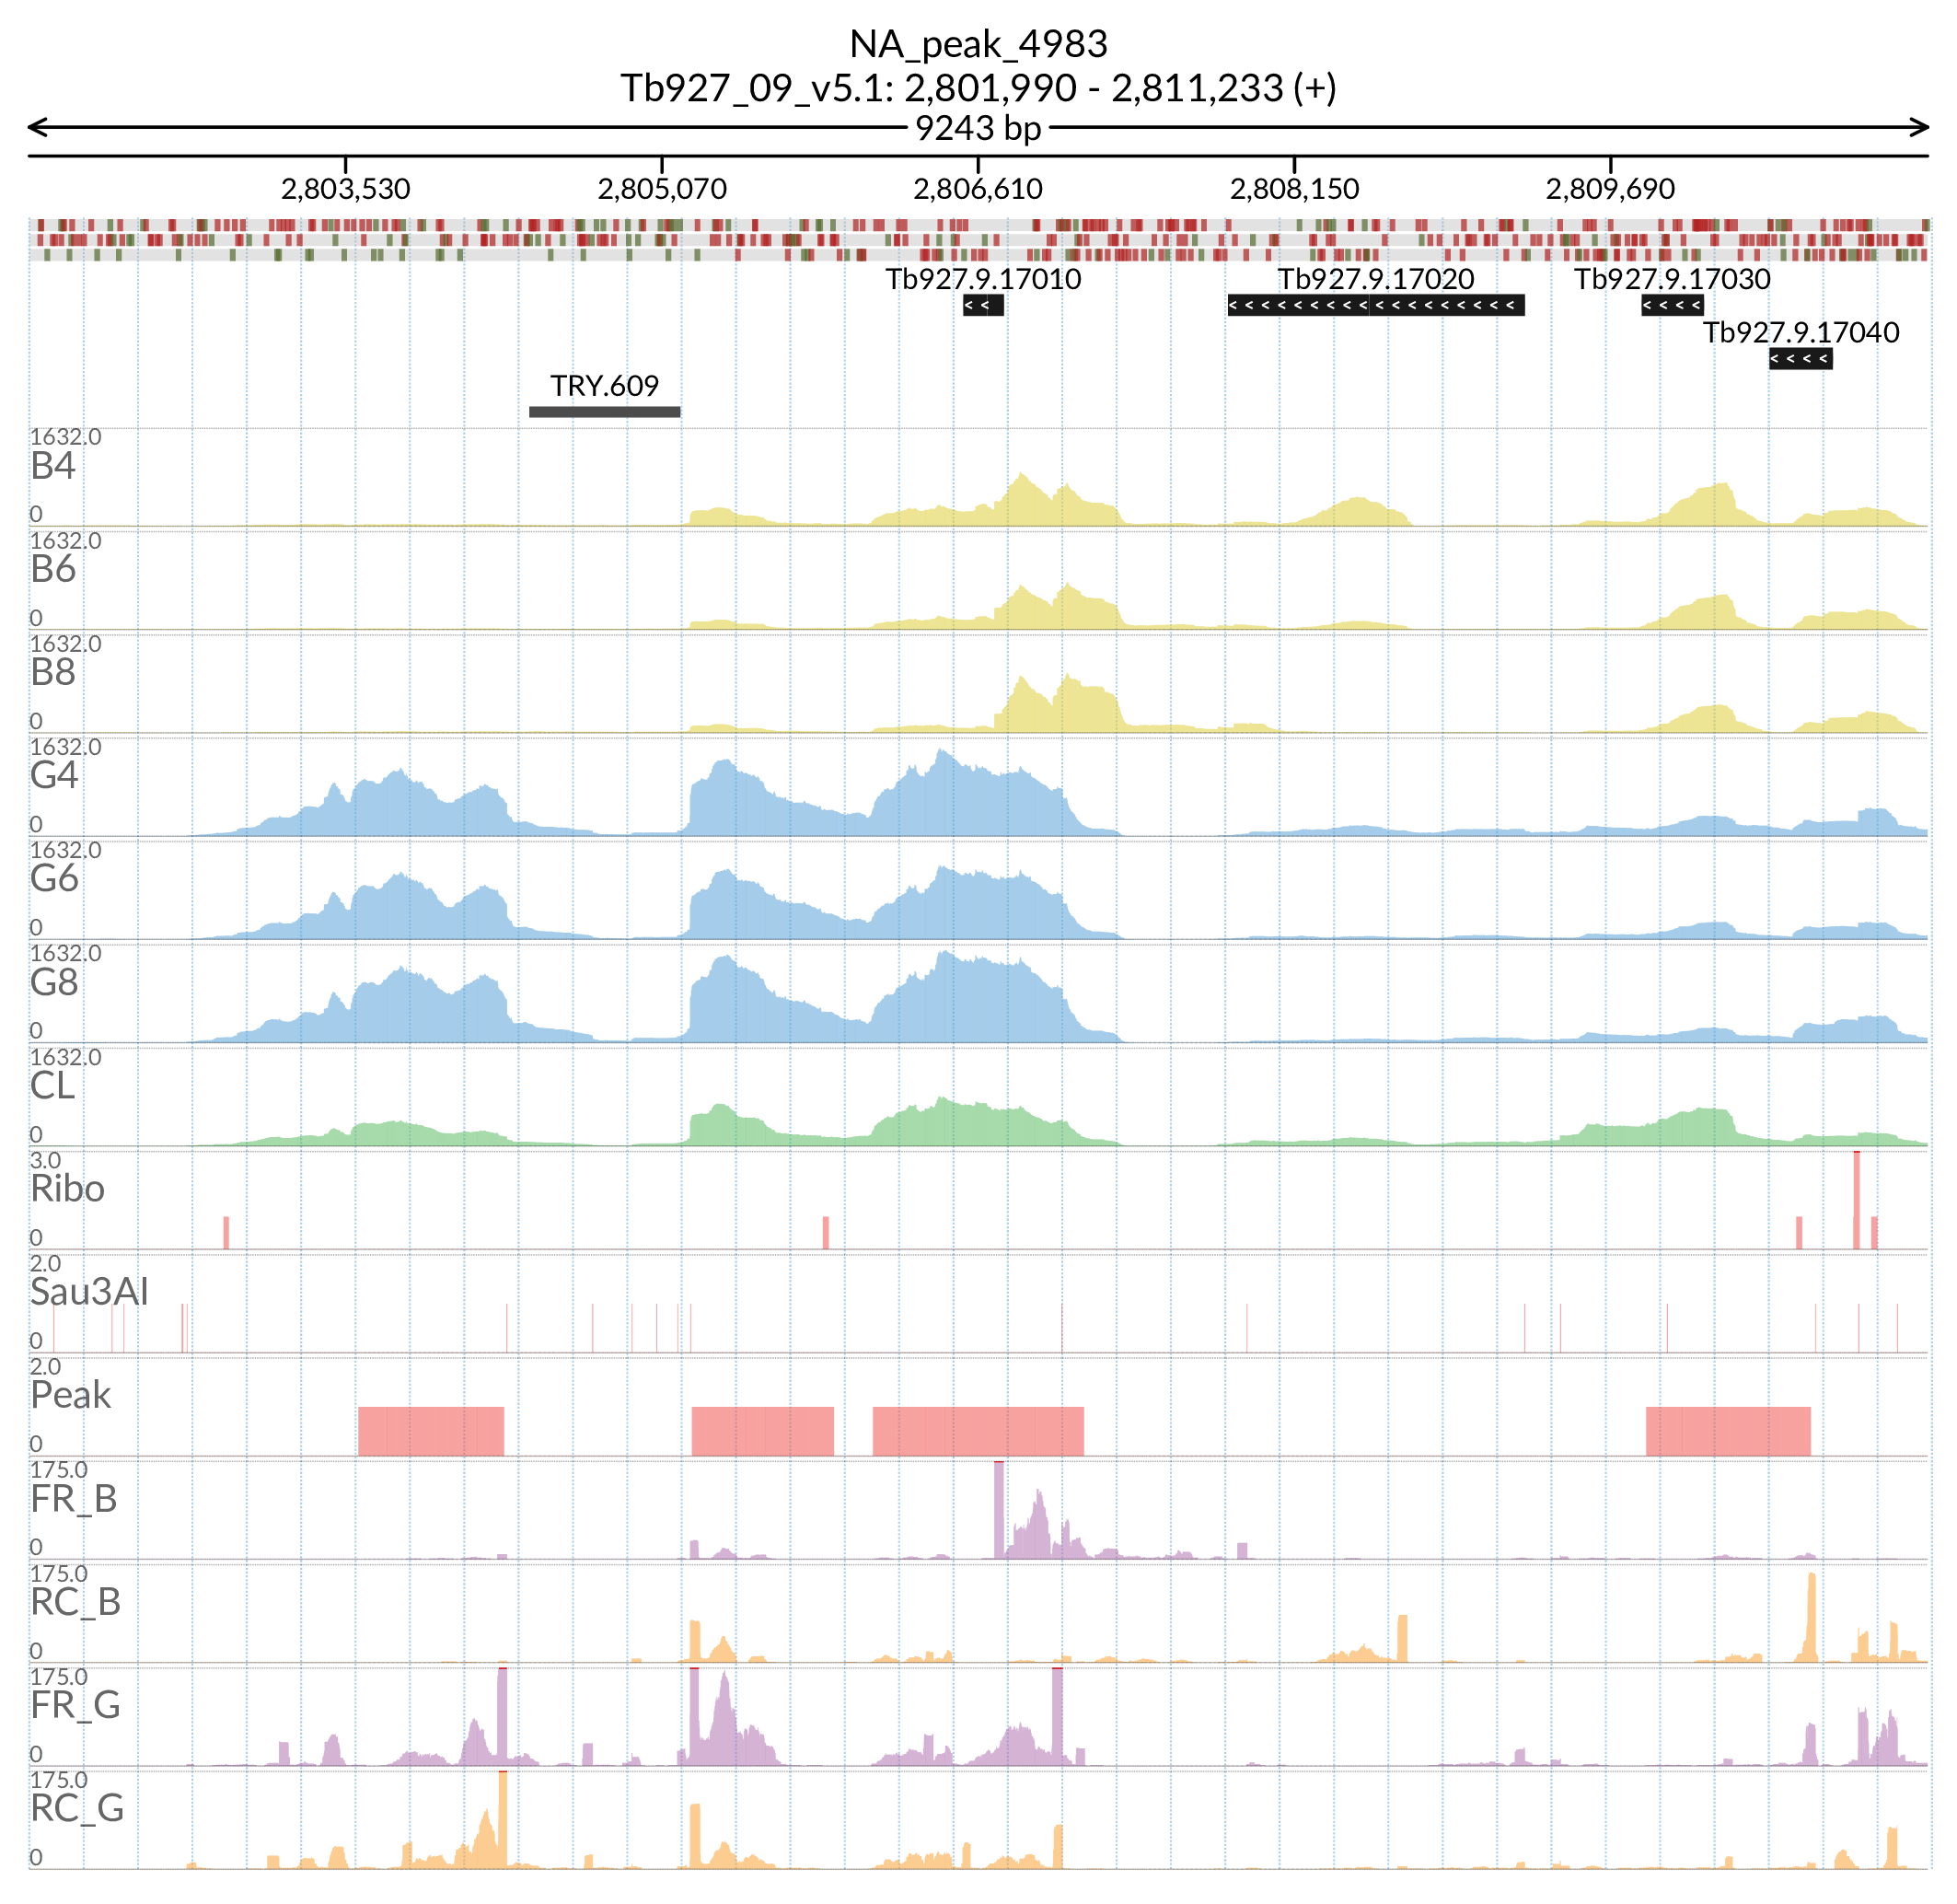 NA_peak_4983
Tb927_09_v5.1: 2,801,990 - 2,811,233 (+)
9243 bp
2,803,530 2,805,070 2,806,610 2,808,150 2,809,690
Tb927.9.17010 Tb927.9.17020 Tb927.9.17030
Tb927.9.17040
TRY.609
1632.0
B4
0
1632.0
B6
0
1632.0
B8
0
1632.0
G4
0
1632.0
G6
0
1632.0
G8
0
1632.0
CL
0
3.0
Ribo
0
2.0
Sau3AI
0
2.0
Peak
0
175.0
FR_B
0
175.0
RC_B
0
175.0
FR_G
0
175.0
RC_G
0